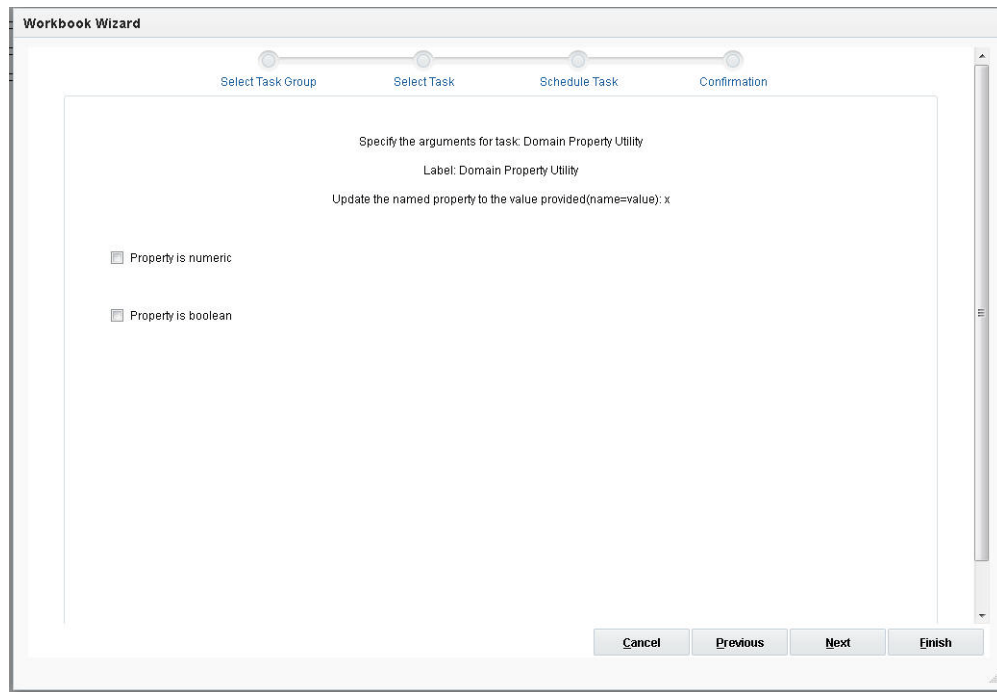 Workbook Wizard
Select Task Group Select Task Schedule Task Confirmation
Specify the arguments for task: Domain Property Utility
Label: Domain Property Utility
Update the named property to the value provided(name=value): x
Property is numeric
Property is boolean
Cancel Previous Next Finish